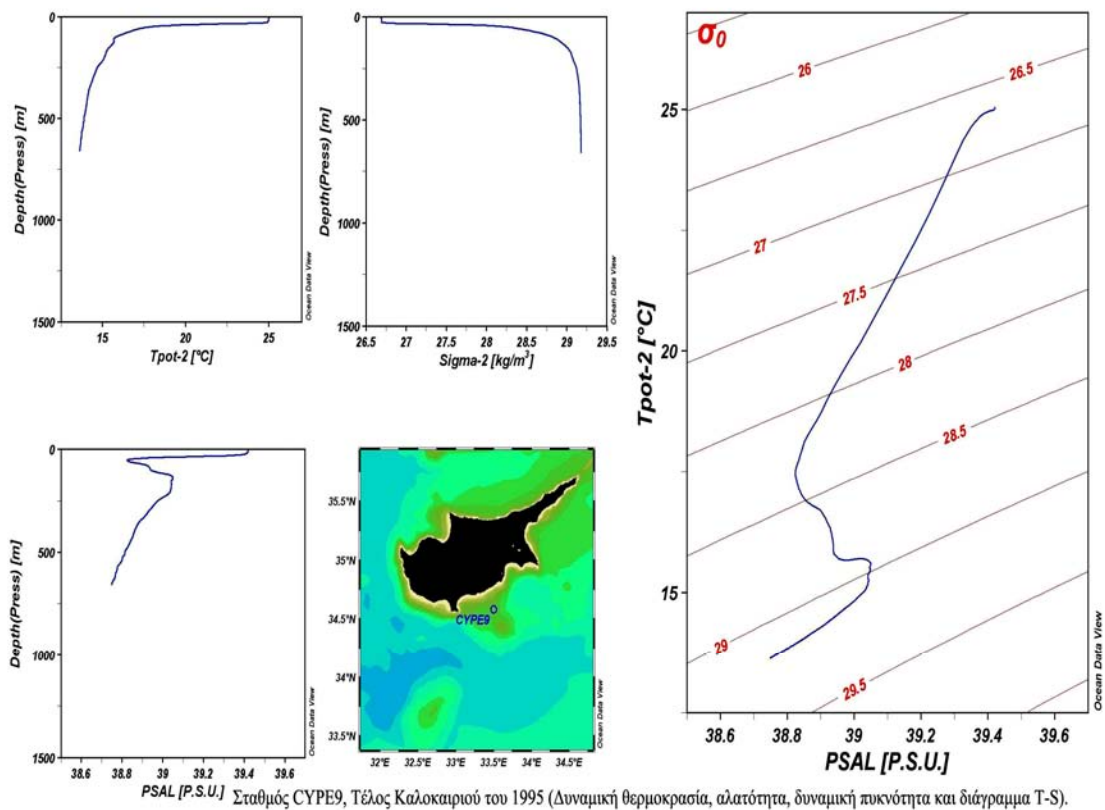 0
500
1000
1500
Depth(Press) [m]
15
20
25
Tpot-2 [°C]
Ocean Data View
0
500
1000
1500
Depth(Press) [m]
26.5
27
27.5
28
28.5
29
29.5
Sigma-2 [kg/m³]
Ocean Data View
σ0
26
26.5
27
27.5
28
28.5
29
29.5
25
20
15
Tpot-2 [°C]
38.6
38.8
39
39.2
39.4
39.6
PSAL [P.S.U.]
Ocean Data View
0
500
1000
1500
Depth(Press) [m]
38.6
38.8
39
39.2
39.4
39.6
PSAL [P.S.U.]
Ocean Data View
35.5°N
35°N
34.5°N
34°N
33.5°N
CYPE9
32°E
32.5°E
33°E
33.5°E
34°E
34.5°E
Ocean Data View
Σταθμός CYPE9, Τέλος Καλοκαιριού του 1995 (Δυναμική θερμοκρασία, αλατότητα, δυναμική πυκνότητα και διάγραμμα T-S).